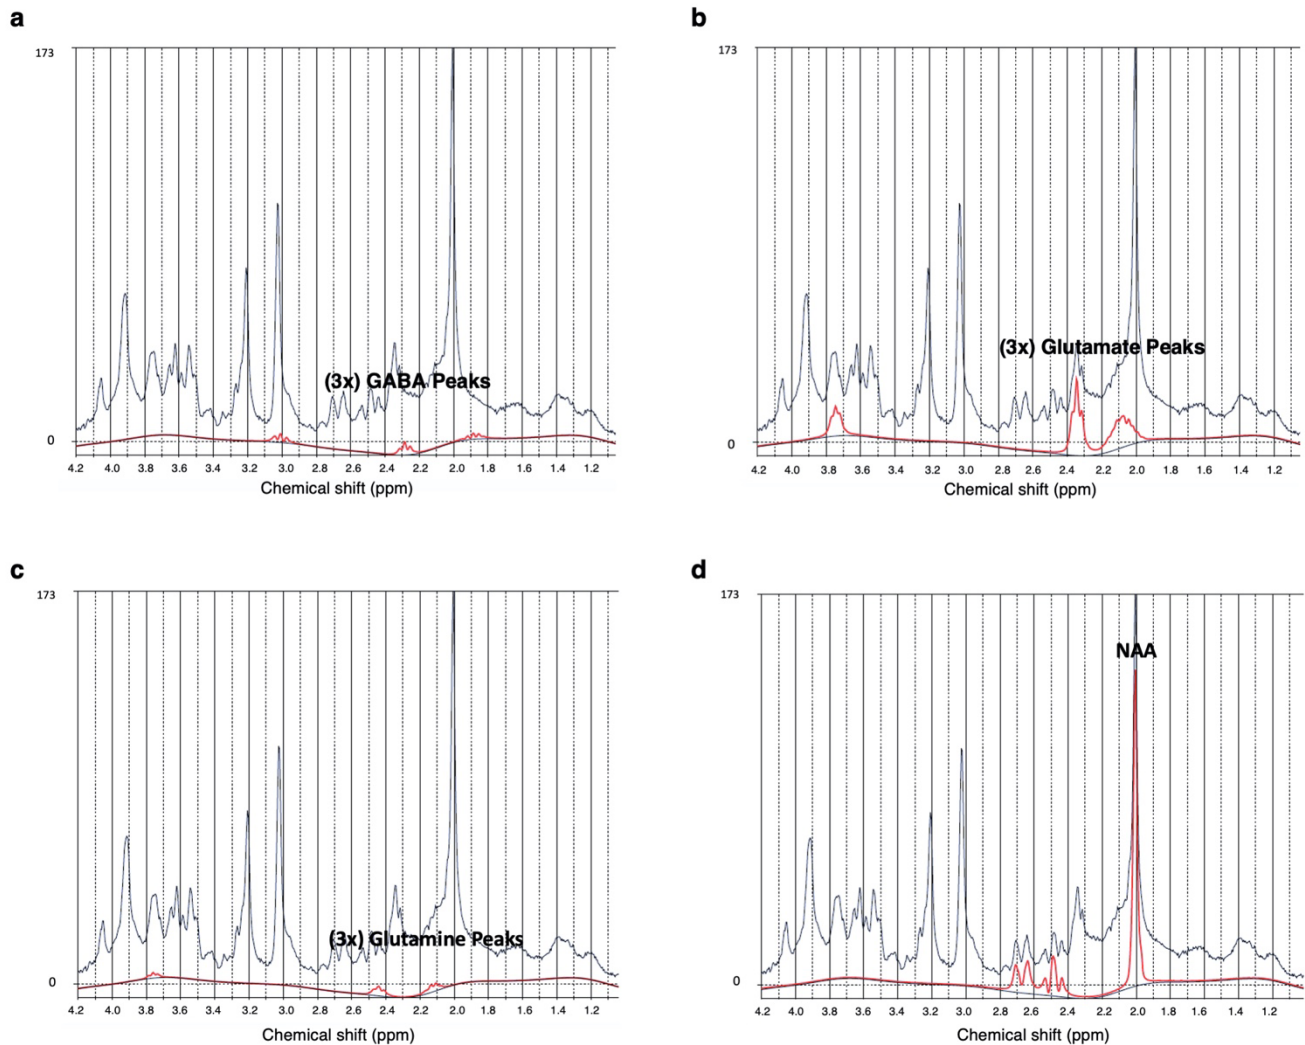 a
173
(3x) GABA Peaks
0
4.2 4.0 3.8 3.6 3.4 3.2 3.0 2.8 2.6 2.4 2.2 2.0 1.8 1.6 1.4 1.2
Chemical shift (ppm)
b
173
(3x) Glutamate Peaks
0
4.2 4.0 3.8 3.6 3.4 3.2 3.0 2.8 2.6 2.4 2.2 2.0 1.8 1.6 1.4 1.2
Chemical shift (ppm)
c
173
(3x) Glutamine Peaks
0
4.2 4.0 3.8 3.6 3.4 3.2 3.0 2.8 2.6 2.4 2.2 2.0 1.8 1.6 1.4 1.2
Chemical shift (ppm)
d
173
NAA
0
4.2 4.0 3.8 3.6 3.4 3.2 3.0 2.8 2.6 2.4 2.2 2.0 1.8 1.6 1.4 1.2
Chemical shift (ppm)